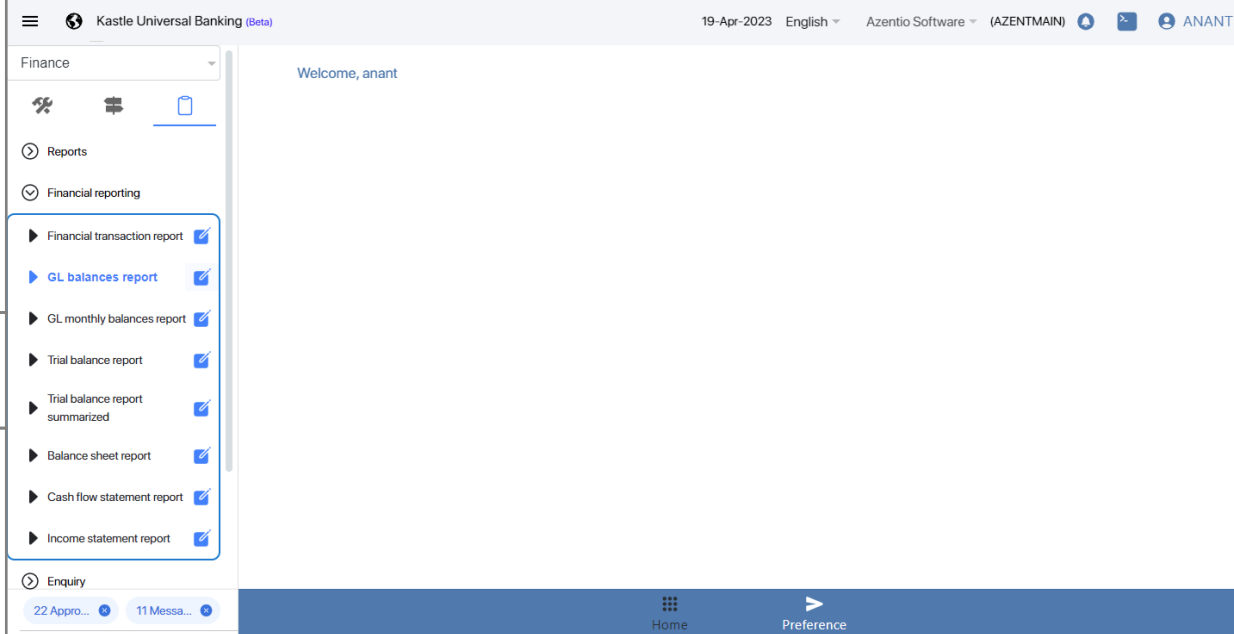 Kastle Universal Banking (Beta)
19-Apr-2023 English Azentio Software (AZENTMAIN) ANANT
Finance
Welcome, anant
Reports
Financial reporting
Financial transaction report
GL balances report
GL monthly balances report
Trial balance report
Trial balance report
summarized
Balance sheet report
Cash flow statement report
Income statement report
Enquiry
22 Appro... 11 Messa...
Home Preference